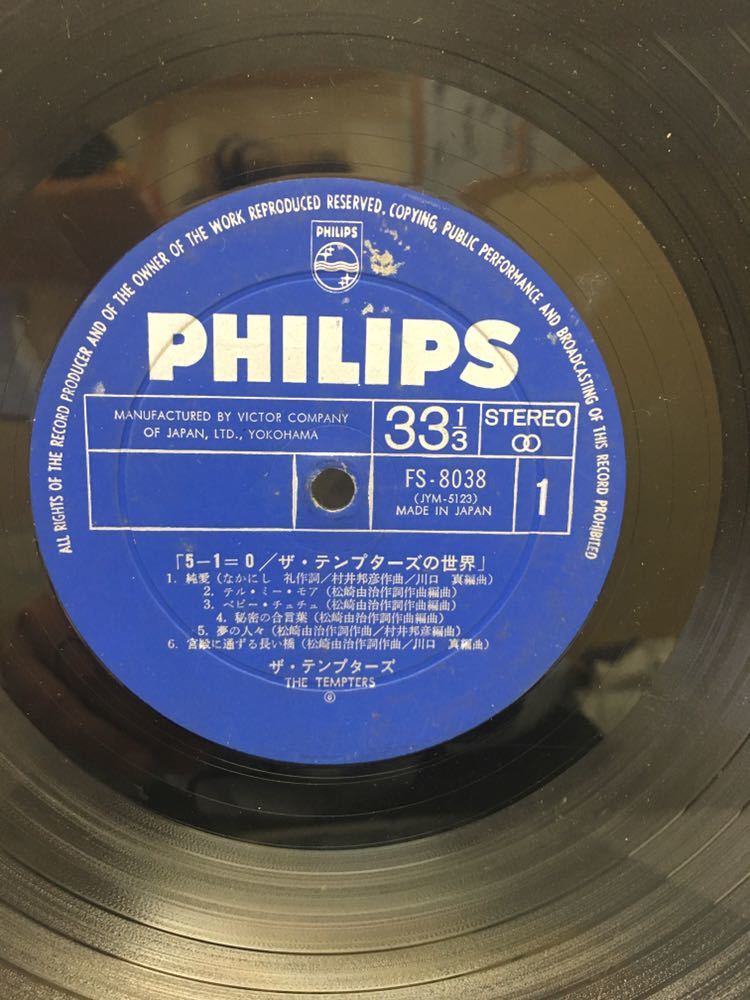 ALL RIGHTS OF THE RECORD PRODUCER AND OF THE OWNER OF THE WORK REPRODUCED RESERVED. COPYING, PUBLIC PERFORMANCE AND BROADCASTING OF THIS RECORD PROHIBITED
PHILIPS
PHILIPS
MANUFACTURED BY VICTOR COMPANY
OF JAPAN, LTD., YOKOHAMA
33 1/3
STEREO
FS-8038
(JYM-5123)
MADE IN JAPAN
1
「5−1=0/ザ・テンプターズの世界」
1. 純愛(なかにし 礼作詞/村井邦彦作曲/川口 真編曲)
2. テル・ミー・モア(松崎由治作詞作曲編曲)
3. ベビー・チュチュ(松崎由治作詞作曲編曲)
4. 秘密の合言葉(松崎由治作詞作曲編曲)
5. 夢の人々(松崎由治作詞作曲/村井邦彦編曲)
6. 宮殿に通ずる長い橋(松崎由治作詞作曲/川口 真編曲)
ザ・テンプターズ
THE TEMPTERS